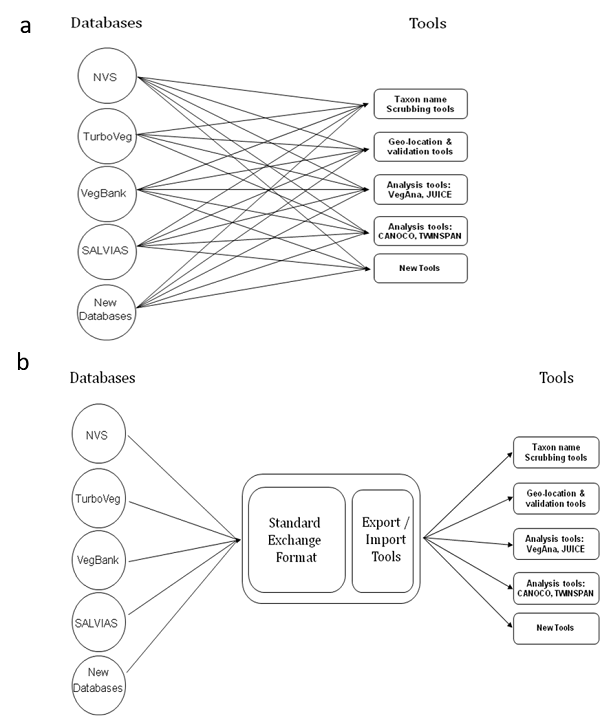 a
Databases
Tools
NVS
TurboVeg
VegBank
SALVIAS
New
Databases
Taxon name
Scrubbing tools
Geo-location &
validation tools
Analysis tools:
VegAna, JUICE
Analysis tools:
CANOCO, TWINSPAN
New Tools
b
Databases
Tools
NVS
TurboVeg
VegBank
SALVIAS
New
Databases
Standard
Exchange
Format
Export /
Import
Tools
Taxon name
Scrubbing tools
Geo-location &
validation tools
Analysis tools:
VegAna, JUICE
Analysis tools:
CANOCO, TWINSPAN
New Tools